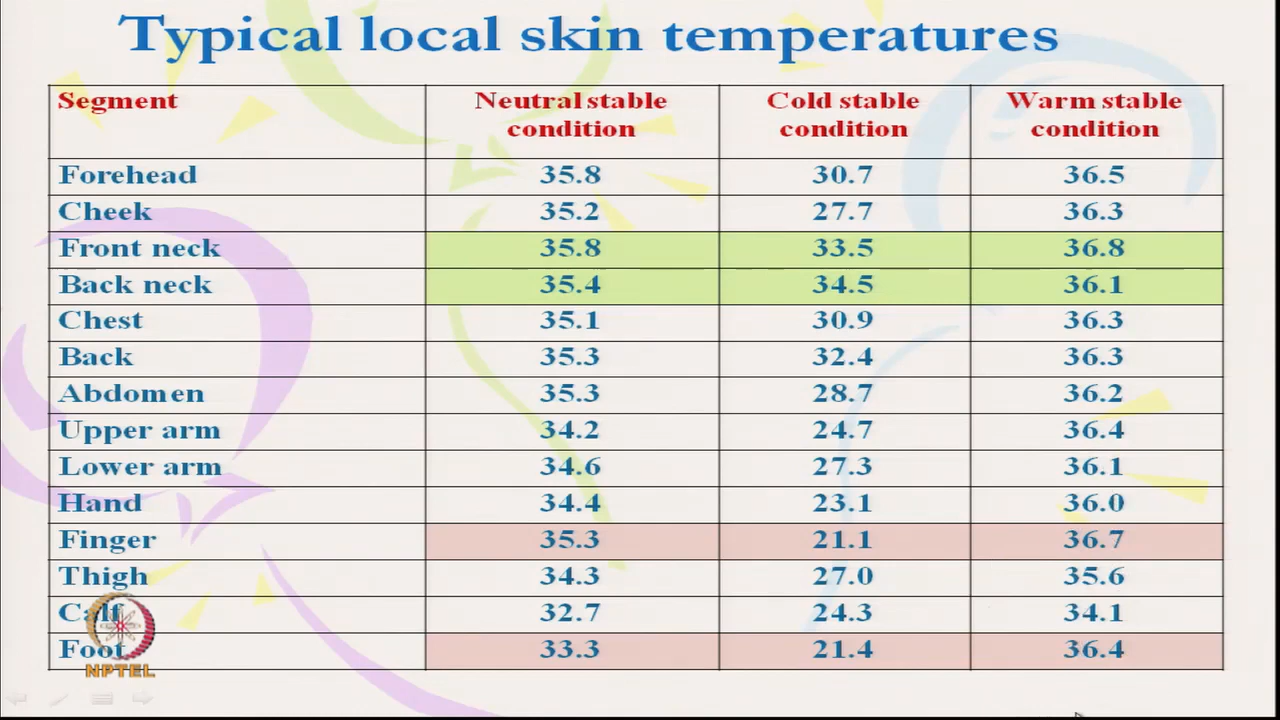 Typical local skin temperatures
Segment Neutral stable condition Cold stable condition Warm stable condition
Forehead 35.8 30.7 36.5
Cheek 35.2 27.7 36.3
Front neck 35.8 33.5 36.8
Back neck 35.4 34.5 36.1
Chest 35.1 30.9 36.3
Back 35.3 32.4 36.3
Abdomen 35.3 28.7 36.2
Upper arm 34.2 24.7 36.4
Lower arm 34.6 27.3 36.1
Hand 34.4 23.1 36.0
Finger 35.3 21.1 36.7
Thigh 34.3 27.0 35.6
Calf 32.7 24.3 34.1
Foot 33.3 21.4 36.4
NPTEL